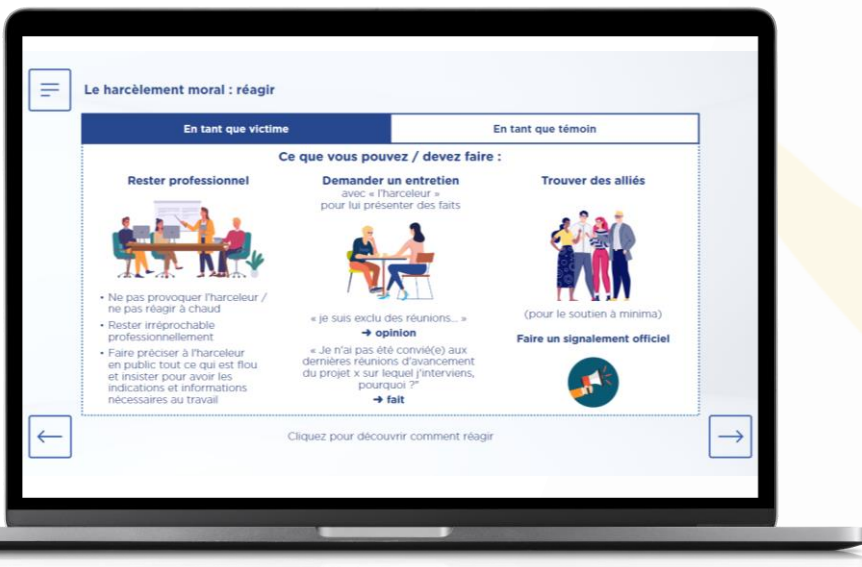 Le harcèlement moral : réagir
En tant que victime
En tant que témoin
Ce que vous pouvez / devez faire :
Rester professionnel
• Ne pas provoquer l'harceleur /
ne pas réagir à chaud
• Rester irréprochable
professionnellement
• Faire préciser à l'harceleur
en public tout ce qui est flou
et insister pour avoir les
indications et informations
nécessaires au travail
Demander un entretien
avec « l'harceleur »
pour lui présenter des faits
« je suis exclu des réunions... »
➔ opinion
« Je n'ai pas été convié(e) aux
dernières réunions d'avancement
du projet x sur lequel j'interviens,
pourquoi ?"
➔ fait
Trouver des alliés
(pour le soutien à minima)
Faire un signalement officiel
Cliquez pour découvrir comment réagir